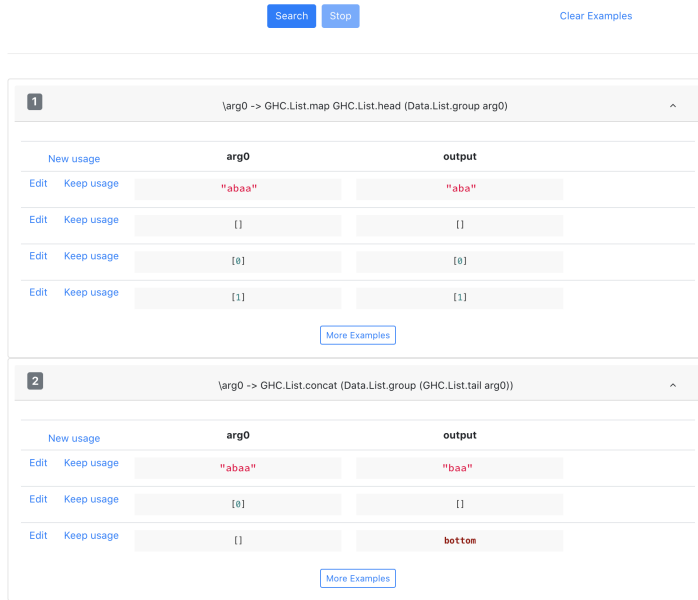 Search Stop Clear Examples
1 \arg0 -> GHC.List.map GHC.List.head (Data.List.group arg0)
New usage arg0 output
Edit Keep usage "abaa" "aba"
Edit Keep usage [] []
Edit Keep usage [0] [0]
Edit Keep usage [1] [1]
More Examples
2 \arg0 -> GHC.List.concat (Data.List.group (GHC.List.tail arg0))
New usage arg0 output
Edit Keep usage "abaa" "baa"
Edit Keep usage [0] []
Edit Keep usage [] bottom
More Examples